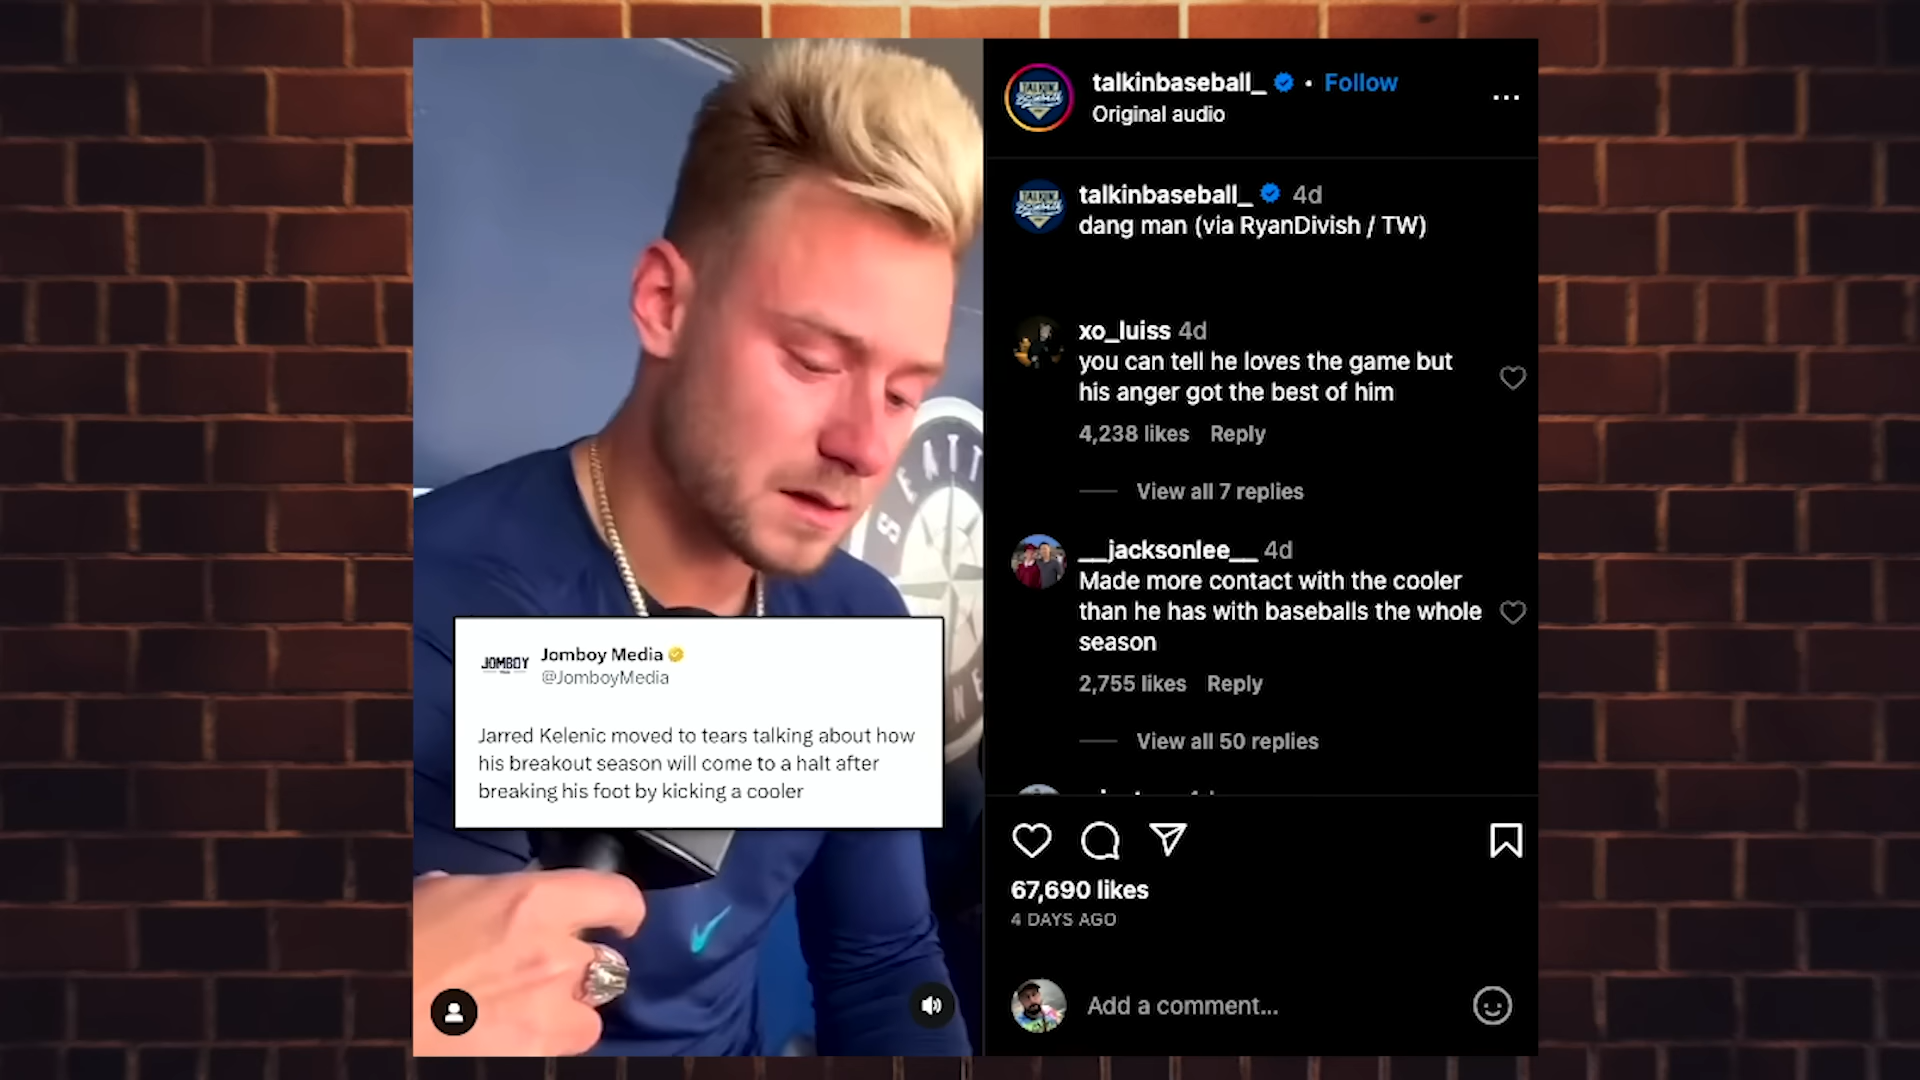 talkinbaseball_ • Follow
Original audio
talkinbaseball_ 4d
dang man (via RyanDivish / TW)
xo_luiss 4d
you can tell he loves the game but
his anger got the best of him
4,238 likes Reply
View all 7 replies
__jacksonlee__ 4d
Made more contact with the cooler
than he has with baseballs the whole
season
2,755 likes Reply
View all 50 replies
67,690 likes
4 DAYS AGO
Add a comment...
SEATT
NE
JOMBOY
Jomboy Media
@JomboyMedia
Jarred Kelenic moved to tears talking about how
his breakout season will come to a halt after
breaking his foot by kicking a cooler